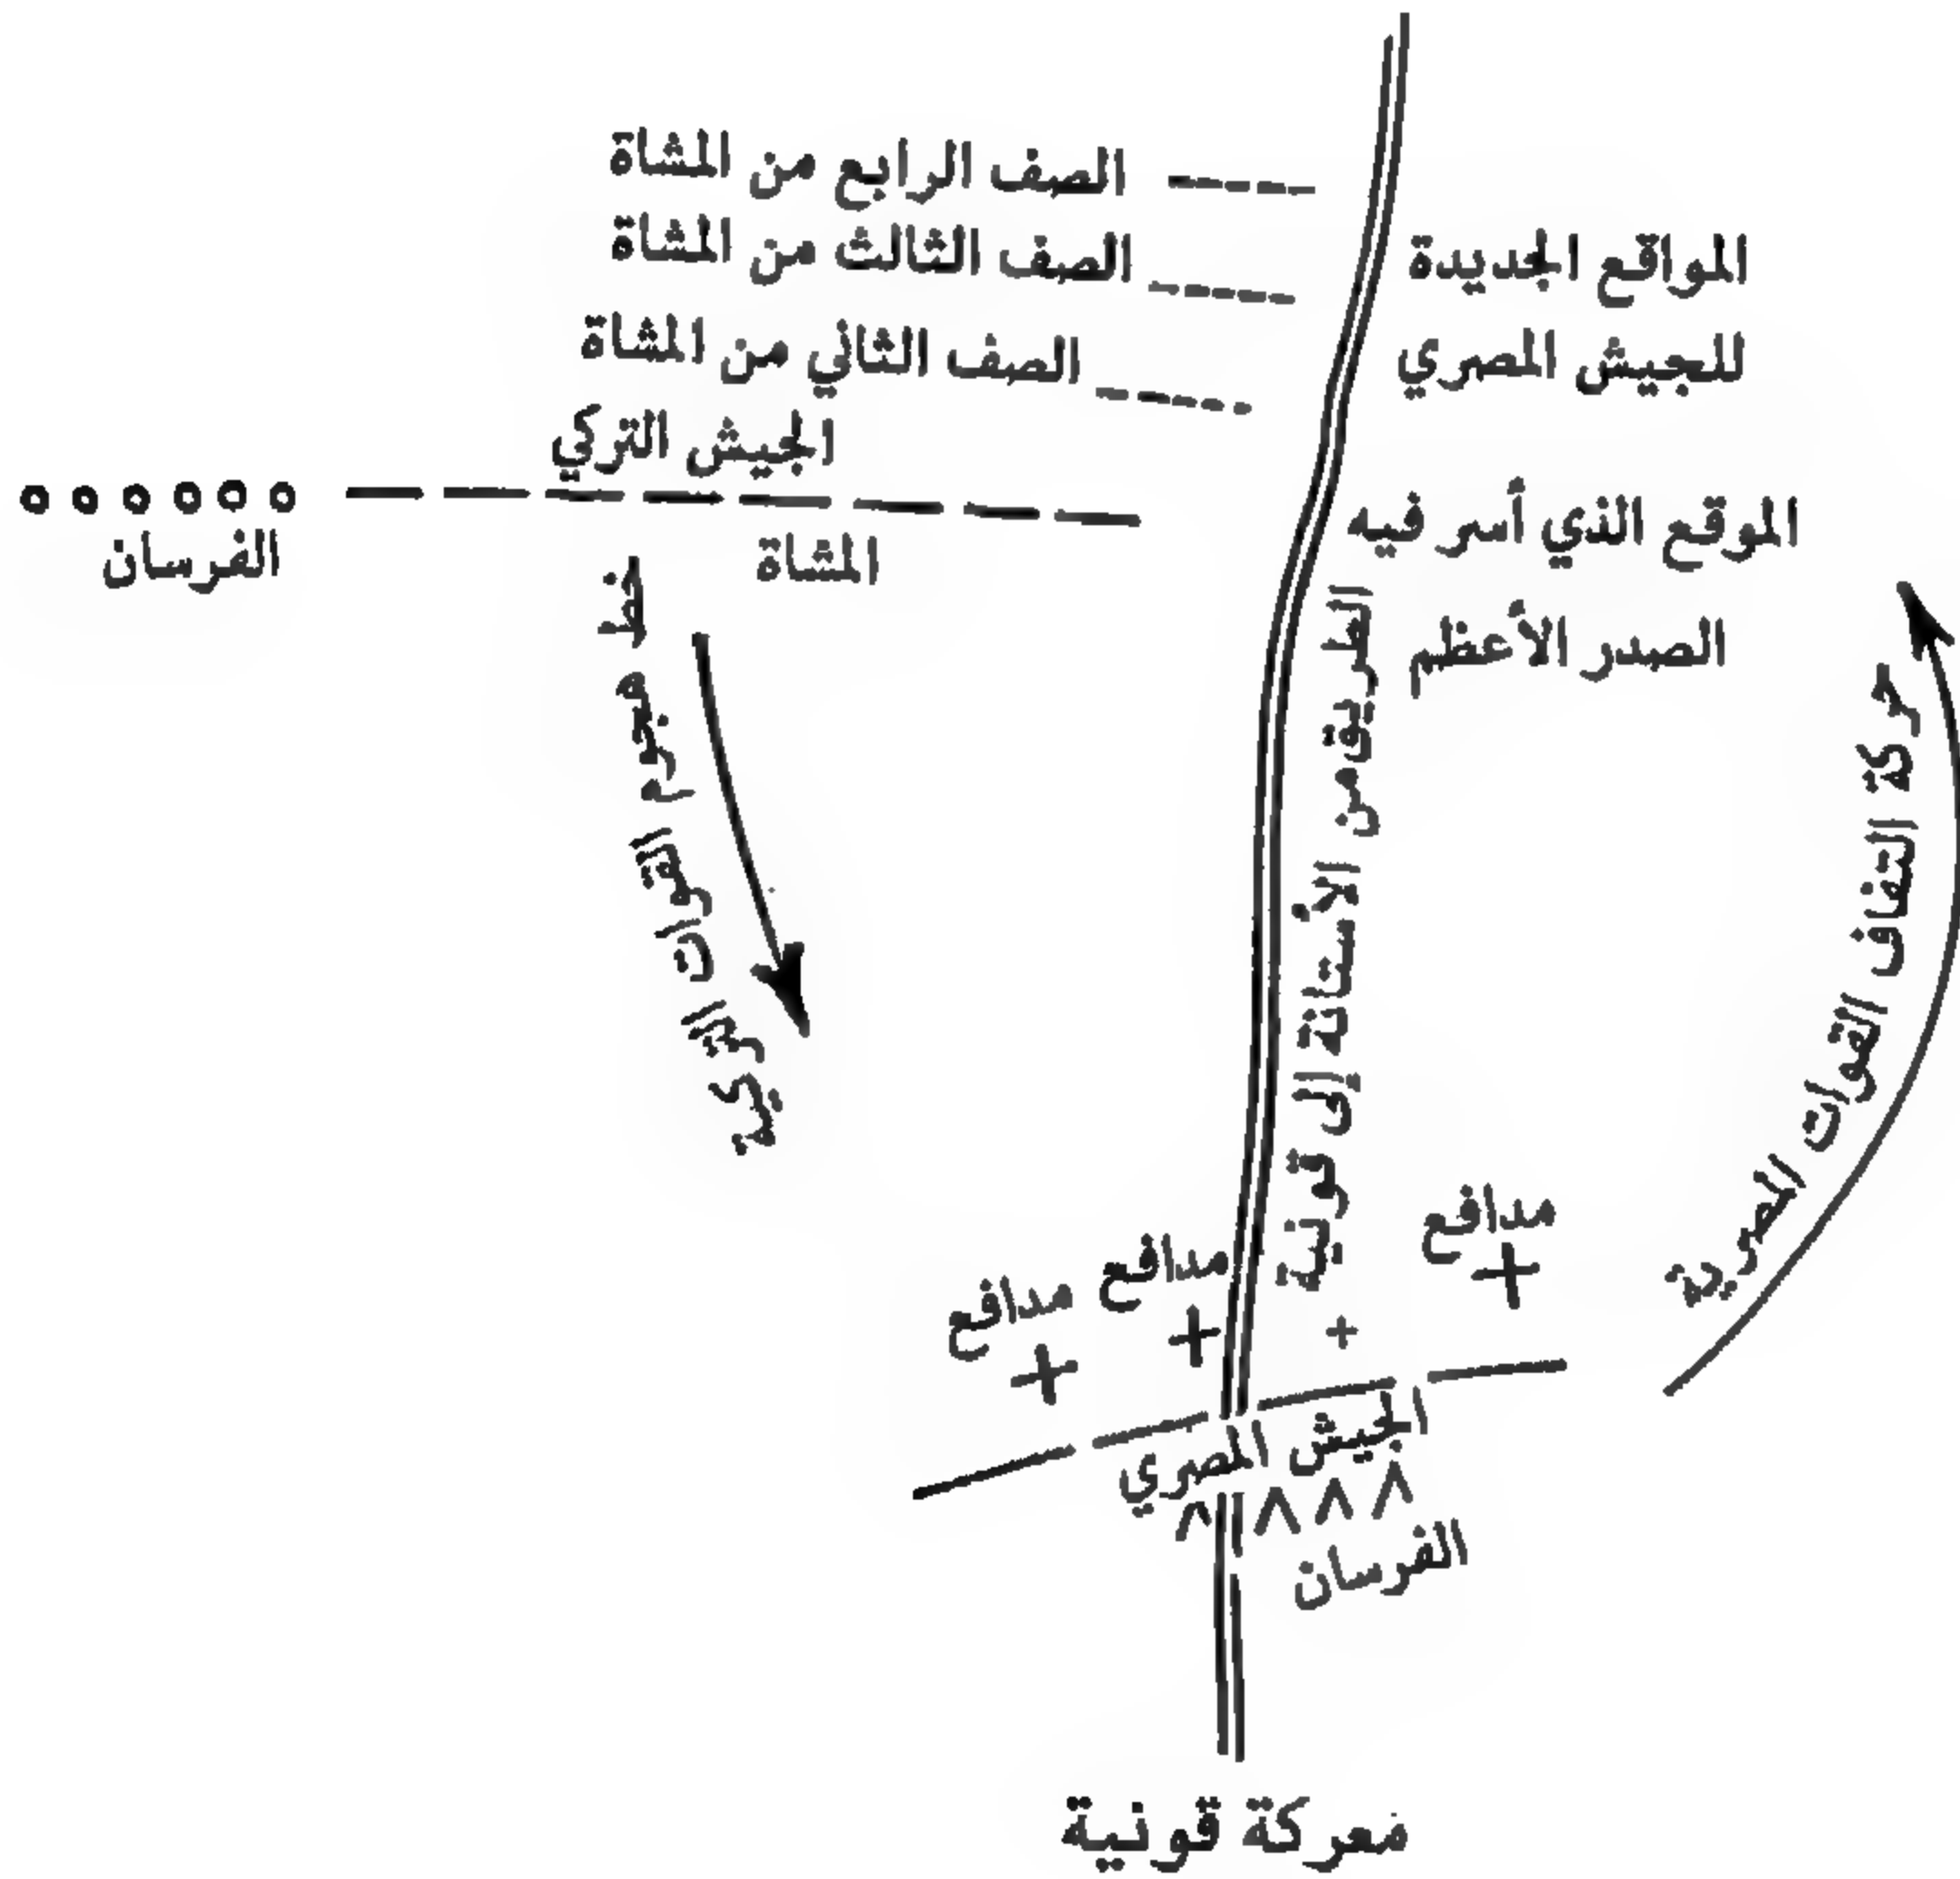 الصف الرابع من المشاة
الصف الثالث من المشاة
الصف الثاني من المشاة
الجيش التركي
المشاة
الفرسان
المواقع الجديدة
للجيش المصري
الموقع الذي أسر فيه
الصدر الأعظم
خط هجوم القوات التركية
الطريق من الأستانة إلى قونية
حركة التفاف القوات المصرية
مدافع
مدافع
مدافع
الجيش المصري
الفرسان
معركة قونية